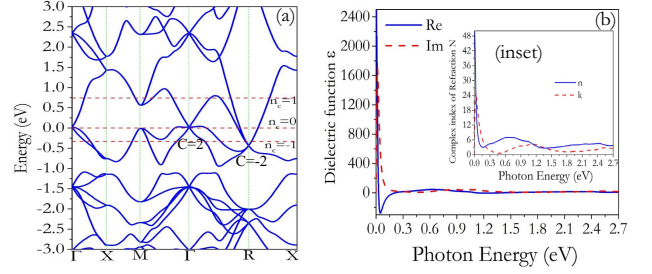 (a)
Energy (eV)
3.0
2.5
2.0
1.5
1.0
0.5
0.0
-0.5
-1.0
-1.5
-2.0
-2.5
-3.0
n_c=1
n_c=0
n_c=-1
C=2
C=-2
Γ X M Γ R X
(b)
Dielectric function ε
2400
2000
1600
1200
800
400
0
-400
Re
Im
0.0 0.3 0.6 0.9 1.2 1.5 1.8 2.1 2.4 2.7
Photon Energy (eV)
(inset)
Complex index of Refraction N
48
42
36
30
24
18
12
6
0
n
k
0.0 0.3 0.6 0.9 1.2 1.5 1.8 2.1 2.4 2.7
Photon Energy (eV)